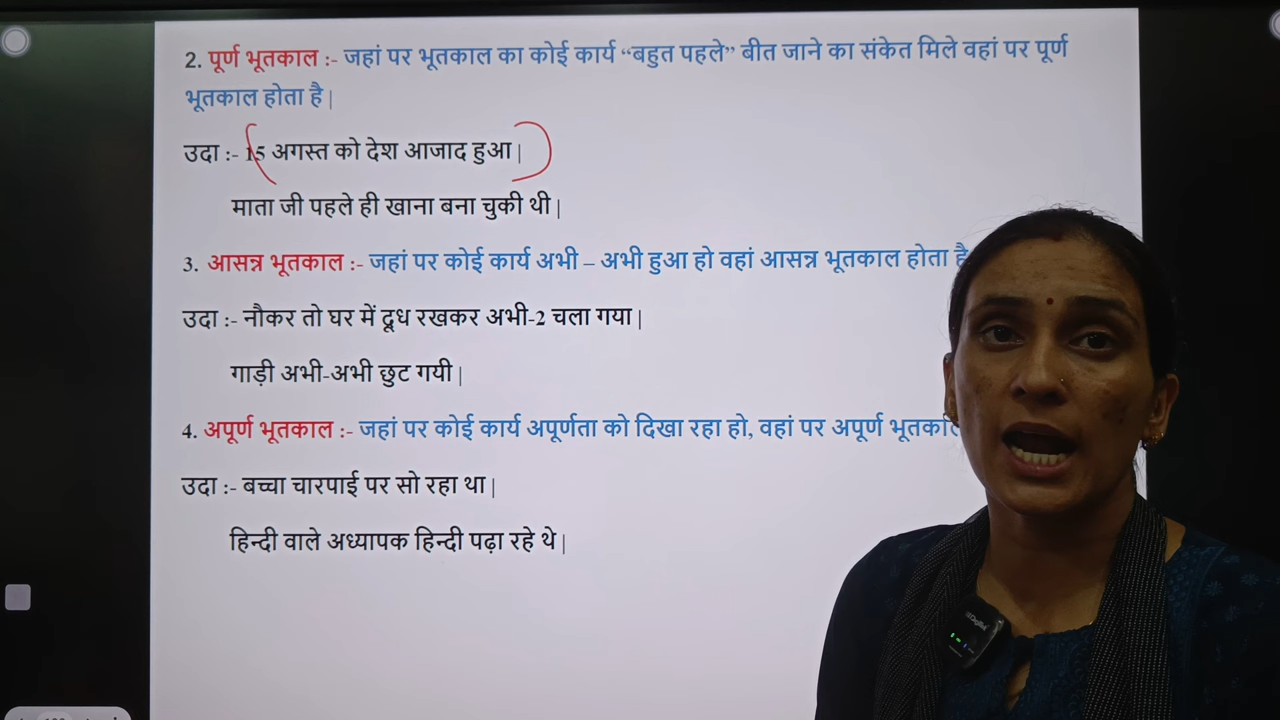 2. पूर्ण भूतकाल :- जहां पर भूतकाल का कोई कार्य “बहुत पहले” बीत जाने का संकेत मिले वहां पर पूर्ण
भूतकाल होता है |
उदा :- 15 अगस्त को देश आजाद हुआ |
माता जी पहले ही खाना बना चुकी थी |
3. आसन्न भूतकाल :- जहां पर कोई कार्य अभी – अभी हुआ हो वहां आसन्न भूतकाल होता है
उदा :- नौकर तो घर में दूध रखकर अभी-2 चला गया |
गाड़ी अभी-अभी छुट गयी |
4. अपूर्ण भूतकाल :- जहां पर कोई कार्य अपूर्णता को दिखा रहा हो, वहां पर अपूर्ण
उदा :- बच्चा चारपाई पर सो रहा था |
हिन्दी वाले अध्यापक हिन्दी पढ़ा रहे थे |